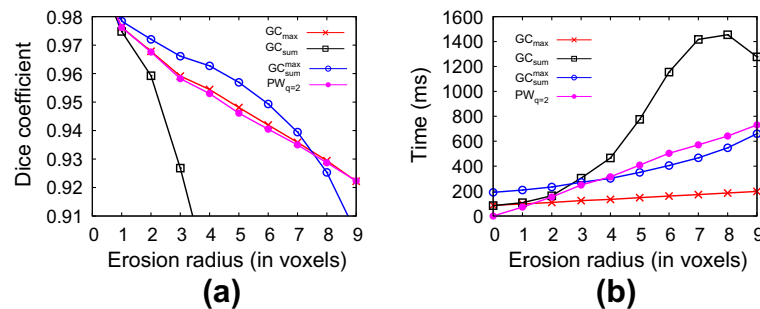 0.98
0.97
0.96
0.95
0.94
0.93
0.92
0.91
Dice coefficient
GCmax
GCsum
GCmaxsum
PWq=2
0 1 2 3 4 5 6 7 8 9
Erosion radius (in voxels)
(a)
1600
1400
1200
1000
800
600
400
200
0
Time (ms)
GCmax
GCsum
GCmaxsum
PWq=2
0 1 2 3 4 5 6 7 8 9
Erosion radius (in voxels)
(b)